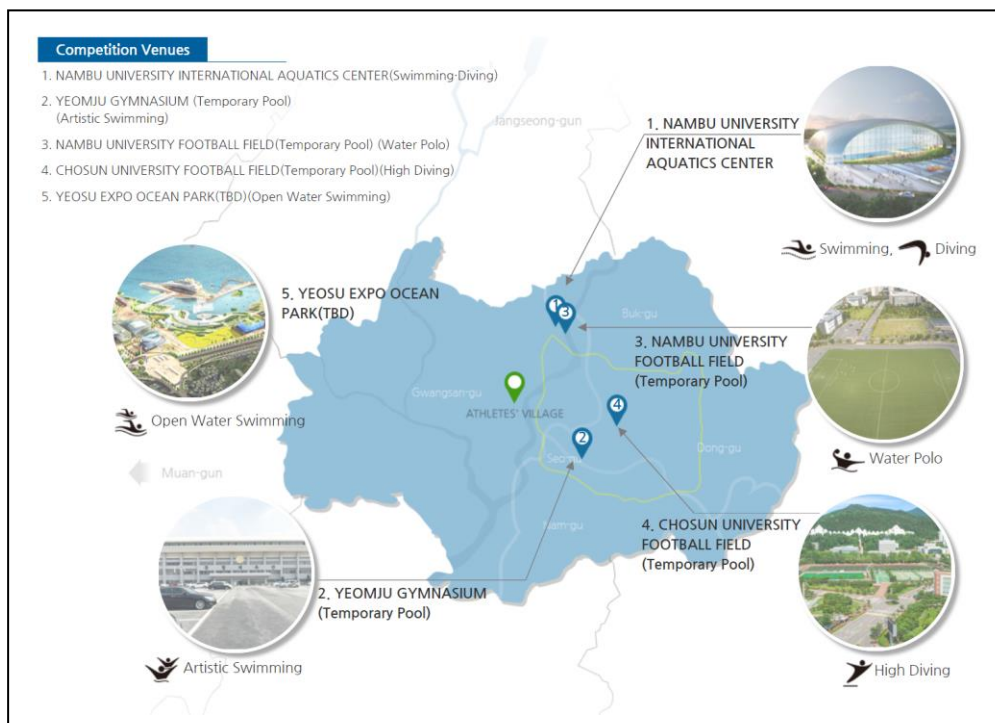 Competition Venues
1. NAMBU UNIVERSITY INTERNATIONAL AQUATICS CENTER(Swimming·Diving)
2. YEOMJU GYMNASIUM (Temporary Pool)
(Artistic Swimming)
3. NAMBU UNIVERSITY FOOTBALL FIELD(Temporary Pool) (Water Polo)
4. CHOSUN UNIVERSITY FOOTBALL FIELD(Temporary Pool)(High Diving)
5. YEOSU EXPO OCEAN PARK(TBD)(Open Water Swimming)
Jangseong-gun
1. NAMBU UNIVERSITY
INTERNATIONAL
AQUATICS CENTER
Swimming, Diving
5. YEOSU EXPO OCEAN
PARK(TBD)
Open Water Swimming
1
3
Buk-gu
3. NAMBU UNIVERSITY
FOOTBALL FIELD
(Temporary Pool)
Water Polo
Gwangsan-gu
ATHLETES' VILLAGE
4
2
Seo-gu
Dong-gu
Nam-gu
Muan-gun
4. CHOSUN UNIVERSITY
FOOTBALL FIELD
(Temporary Pool)
High Diving
2. YEOMJU GYMNASIUM
(Temporary Pool)
Artistic Swimming